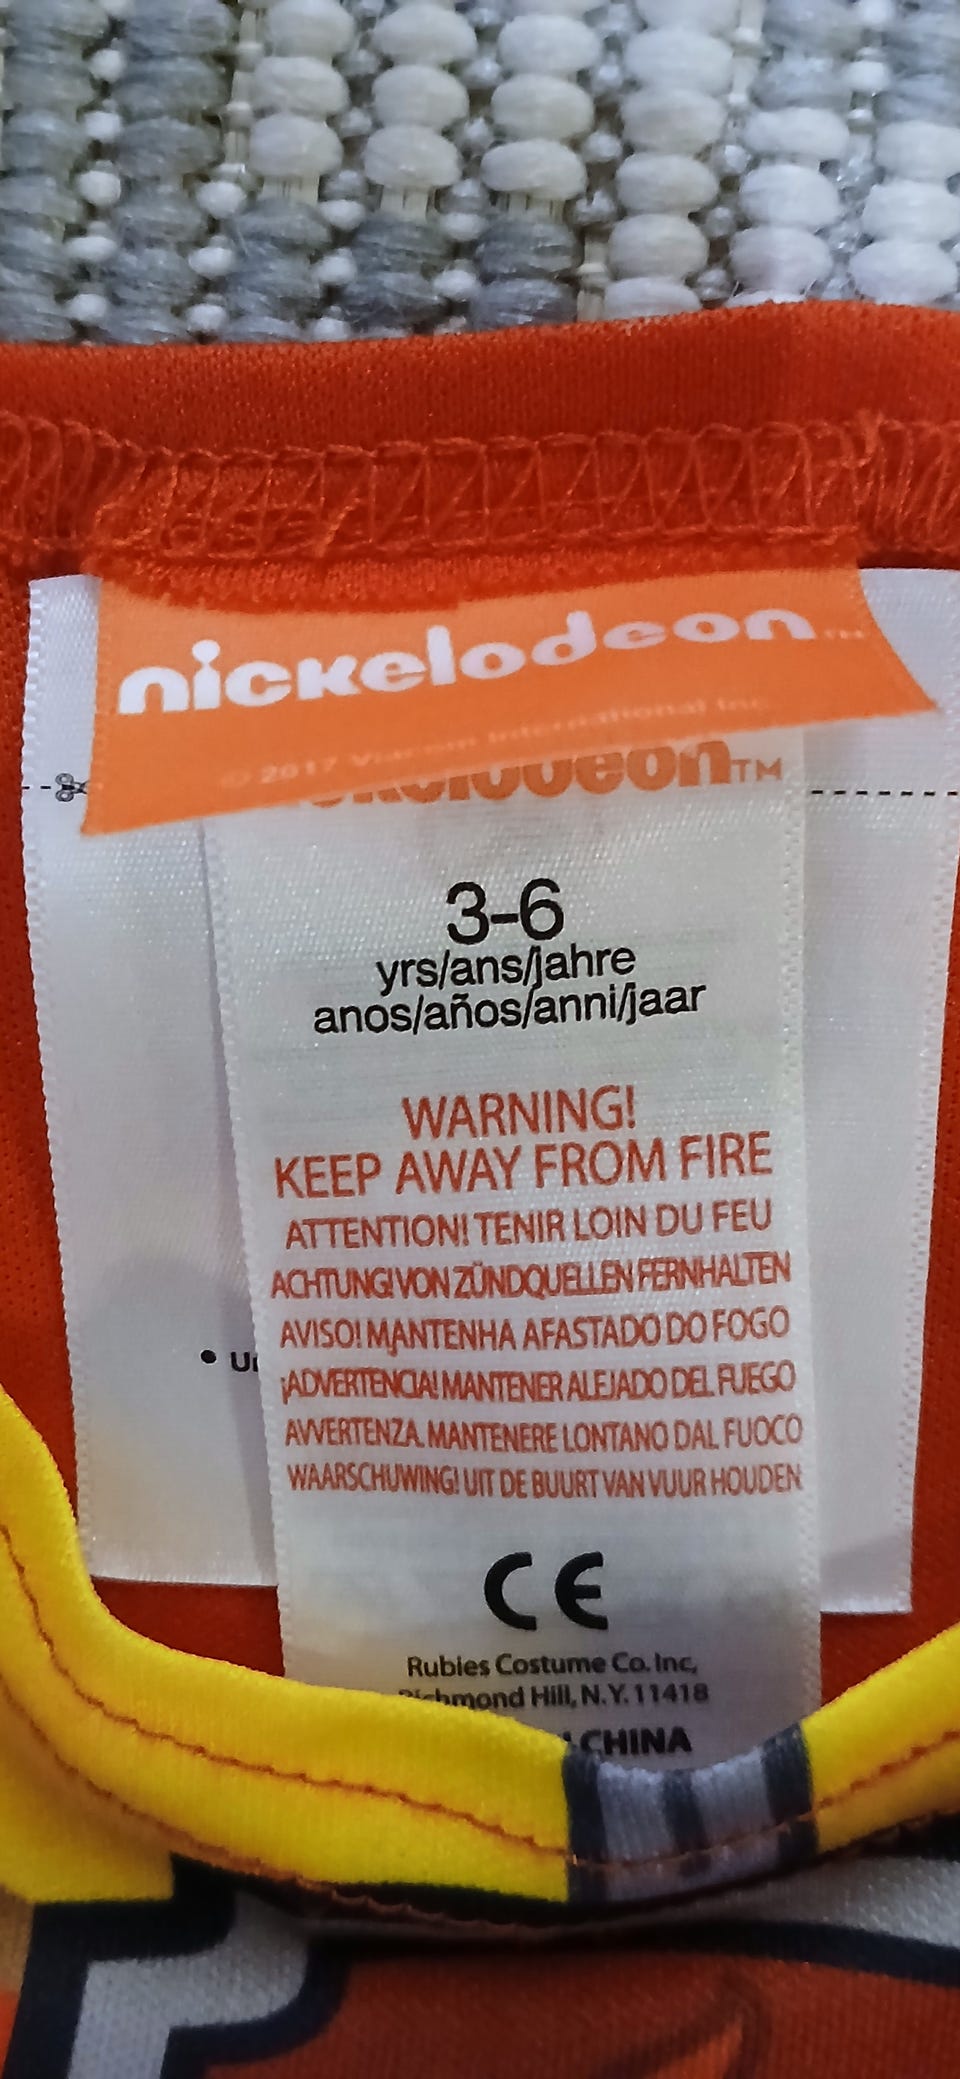 nickelodeon™
© 2017 Viacom International Inc.
3-6
yrs/ans/Jahre
anos/años/anni/jaar
WARNING!
KEEP AWAY FROM FIRE
ATTENTION! TENIR LOIN DU FEU
ACHTUNG! VON ZÜNDQUELLEN FERNHALTEN
AVISO! MANTENHA AFASTADO DO FOGO
¡ADVERTENCIA! MANTENER ALEJADO DEL FUEGO
AVVERTENZA. MANTENERE LONTANO DAL FUOCO
WAARSCHUWING! UIT DE BUURT VAN VUUR HOUDEN
CE
Rubies Costume Co. Inc,
Richmond Hill, N.Y. 11418
CHINA